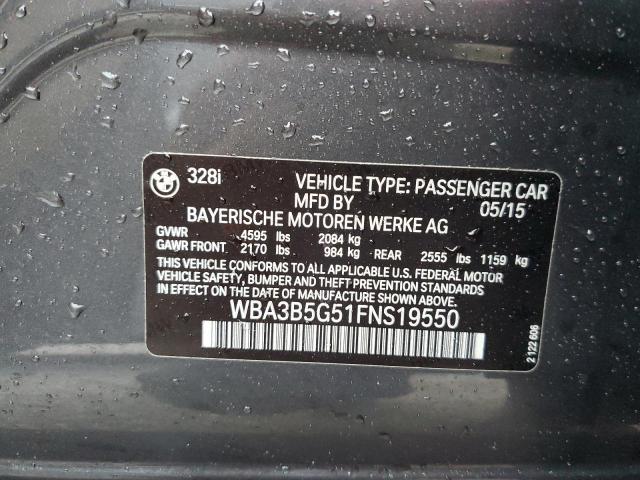 BMW 328i VEHICLE TYPE: PASSENGER CAR
MFD BY 05/15
BAYERISCHE MOTOREN WERKE AG
GVWR 4595 lbs 2084 kg
GAWR FRONT 2170 lbs 984 kg REAR 2555 lbs 1159 kg
THIS VEHICLE CONFORMS TO ALL APPLICABLE U.S. FEDERAL MOTOR
VEHICLE SAFETY, BUMPER AND THEFT PREVENTION STANDARDS
IN EFFECT ON THE DATE OF MANUFACTURE SHOWN ABOVE.
WBA3B5G51FNS19550
2 122 606